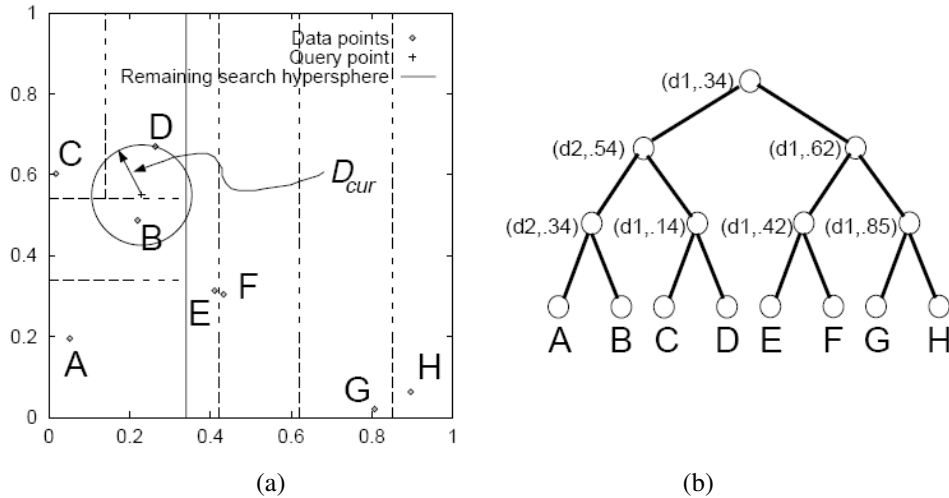 1
0.8
0.6
0.4
0.2
0
0
0.2
0.4
0.6
0.8
1
Data points
Query point
Remaining search hypersphere
C
D
B
D_cur
E
F
A
G
H
(a)
(d1,.34)
(d2,.54)
(d1,.62)
(d2,.34)
(d1,.14)
(d1,.42)
(d1,.85)
A B C D E F G H
(b)